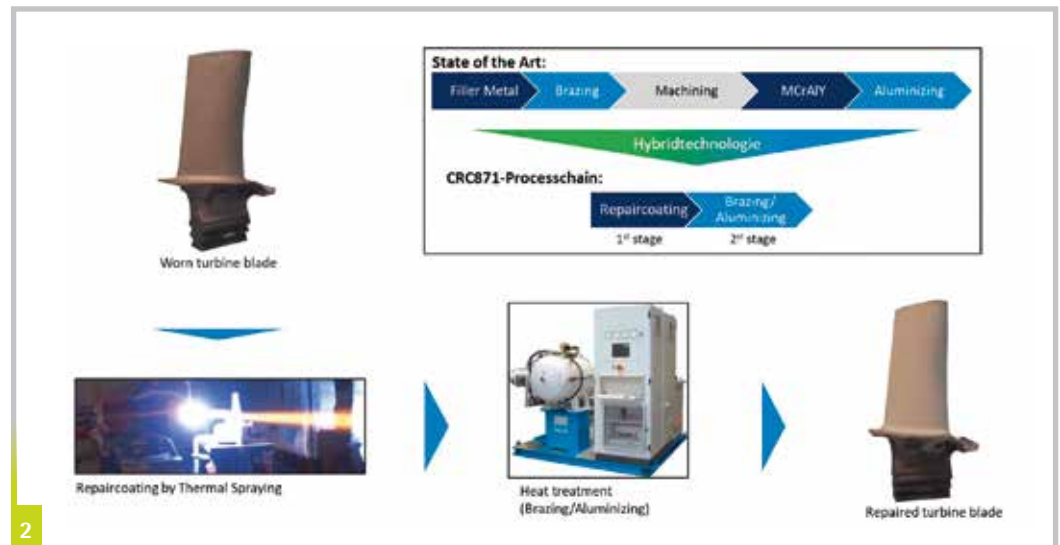 State of the Art:
Filler Metal
Brazing
Machining
MCrAlY
Aluminizing
Hybridtechnologie
CRC871-Processchain:
Repaircoating
Brazing/
Aluminizing
1st stage
2nd stage
Worn turbine blade
Repaircoating by Thermal Spraying
Heat treatment
(Brazing/Aluminizing)
Repaired turbine blade
2